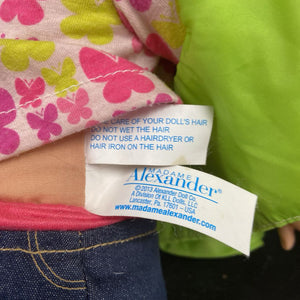 CARE OF YOUR DOLL'S HAIR
DO NOT WET THE HAIR
DO NOT USE A HAIRDRYER OR
HAIR IRON ON THE HAIR
MADAME
Alexander®
©2013 Alexander Doll Co.
A Division Of KLL Dolls, LLC
Lancaster, Pa. 17601 – USA
www.madamealexander.com